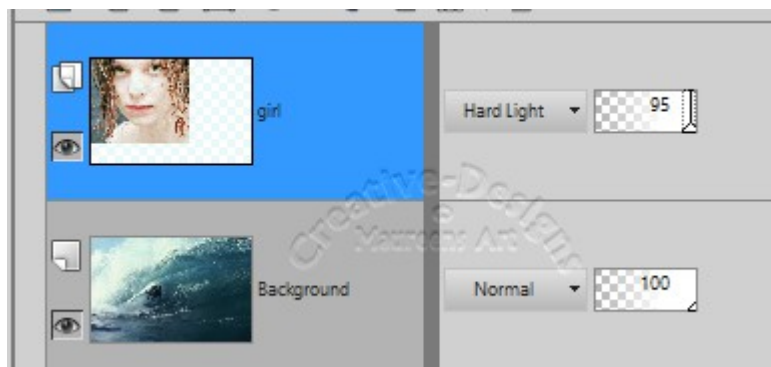 girl Hard Light 95
Creative-Designs
©
Maureens Art
Background Normal 100